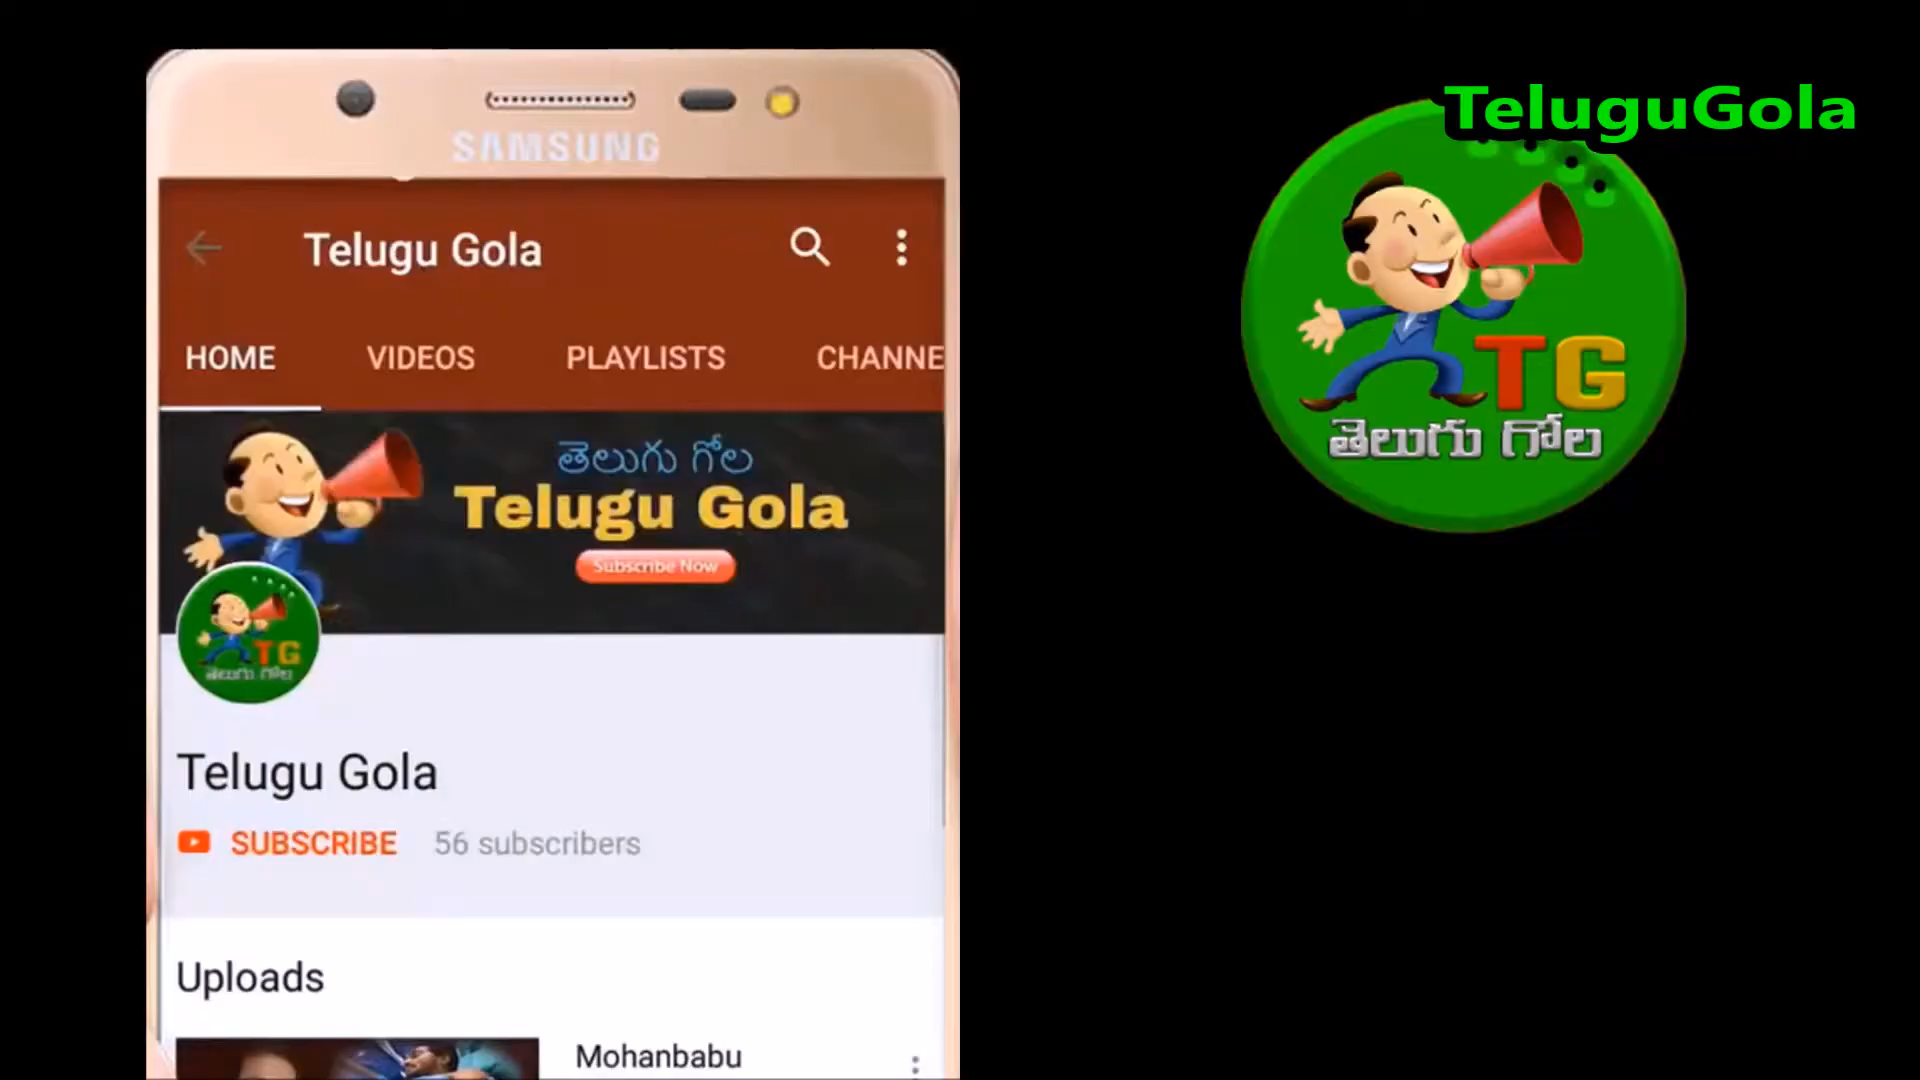 SAMSUNG
Telugu Gola
HOME VIDEOS PLAYLISTS CHANNE
తెలుగు గోల
Telugu Gola
Subscribe Now
TG
తెలుగు గోల
Telugu Gola
SUBSCRIBE 56 subscribers
Uploads
Mohanbabu
TeluguGola
TG
తెలుగు గోల